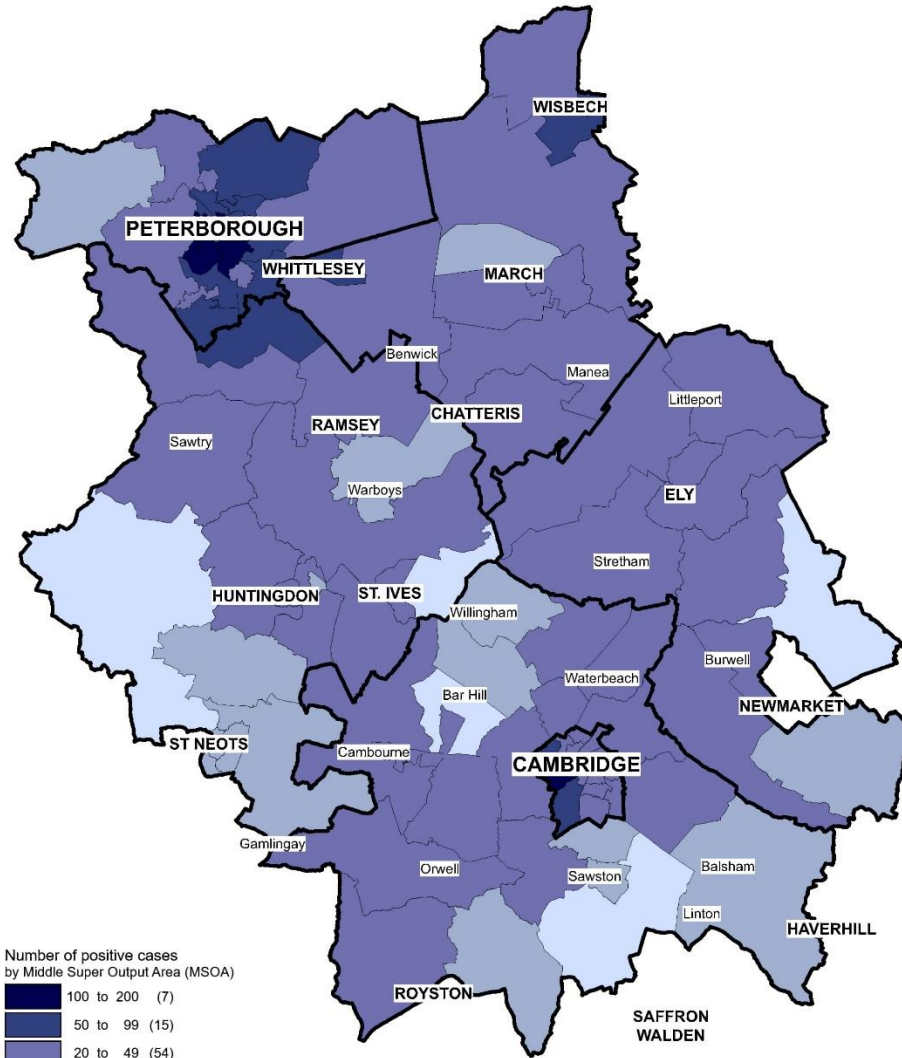 WISBECH
PETERBOROUGH
WHITTLESEY
MARCH
Benwick
Manea
Littleport
CHATTERIS
RAMSEY
Sawtry
Warboys
ELY
Stretham
HUNTINGDON
ST. IVES
Willingham
Burwell
Waterbeach
Bar Hill
NEWMARKET
ST NEOTS
Cambourne
CAMBRIDGE
Gamlingay
Orwell
Sawston
Balsham
Linton
HAVERHILL
ROYSTON
SAFFRON
WALDEN
Number of positive cases
by Middle Super Output Area (MSOA)
100 to 200 (7)
50 to 99 (15)
20 to 49 (54)